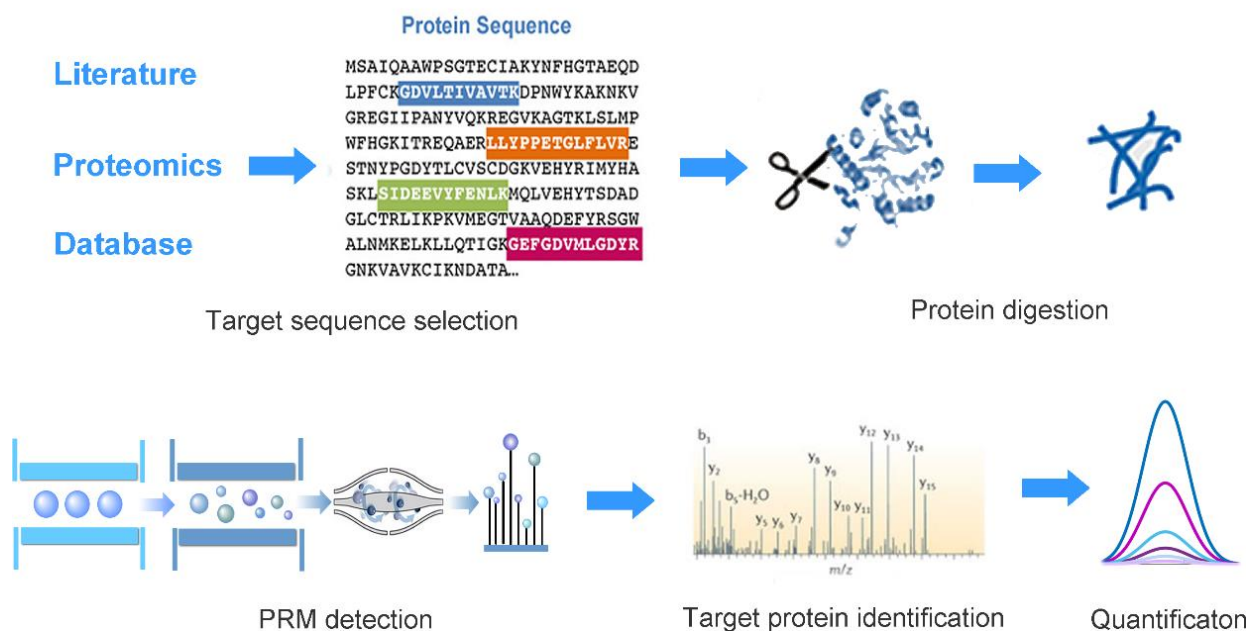 Literature
Proteomics
Database
Protein Sequence
MSAIQAAWPSGTECIAKYNFHGTAEQD
LPFCKGDVLTIVAVTKDPNWYKAKNKV
GREGIIPANYVQKREGVKAGTKLSLMP
WFHGKITREQAERLLYPPETGLFLVRE
STNYPGDYTLCVSCDGKVEHYRIMYHA
SKLSIDEEVYFENLKMQLVEHYTSDAD
GLCTRLIKPKVMEGTVAAQDEFYRSGW
ALNMKELKLLQTIGKGEFGDVMLGDYR
GNKVAVKCIKNDATA...
Target sequence selection
Protein digestion
b3
y2
b5-H2O
y5
y6
y7
y8
y9
y10
y11
y12
y13
y14
y15
m/z
PRM detection
Target protein identification
Quantificaton